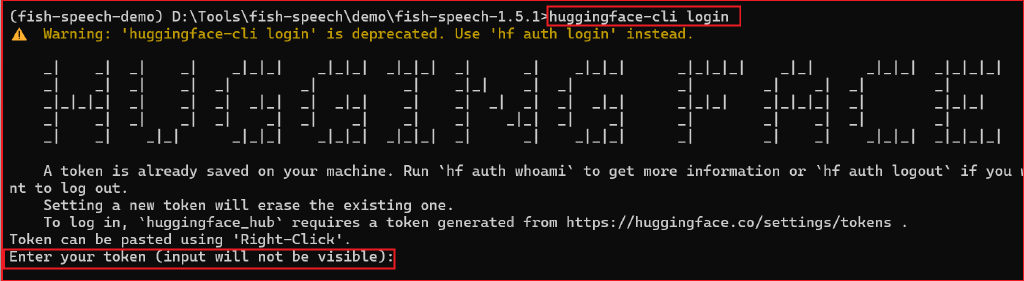 (fish-speech-demo) D:\Tools\fish-speech\demo\fish-speech-1.5.1>huggingface-cli login
⚠ Warning: 'huggingface-cli login' is deprecated. Use 'hf auth login' instead.
HUGGING FACE
A token is already saved on your machine. Run `hf auth whoami` to get more information or `hf auth logout` if you w
nt to log out.
Setting a new token will erase the existing one.
To log in, `huggingface_hub` requires a token generated from https://huggingface.co/settings/tokens .
Token can be pasted using 'Right-Click'.
Enter your token (input will not be visible):